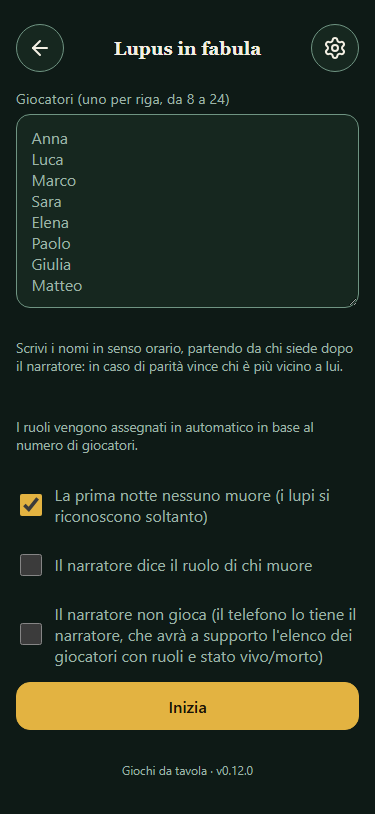 Lupus in fabula
Giocatori (uno per riga, da 8 a 24)
Anna
Luca
Marco
Sara
Elena
Paolo
Giulia
Matteo
Scrivi i nomi in senso orario, partendo da chi siede dopo
il narratore: in caso di parità vince chi è più vicino a lui.
I ruoli vengono assegnati in automatico in base al
numero di giocatori.
La prima notte nessuno muore (i lupi si
riconoscono soltanto)
Il narratore dice il ruolo di chi muore
Il narratore non gioca (il telefono lo tiene il
narratore, che avrà a supporto l'elenco dei
giocatori con ruoli e stato vivo/morto)
Inizia
Giochi da tavola · v0.12.0